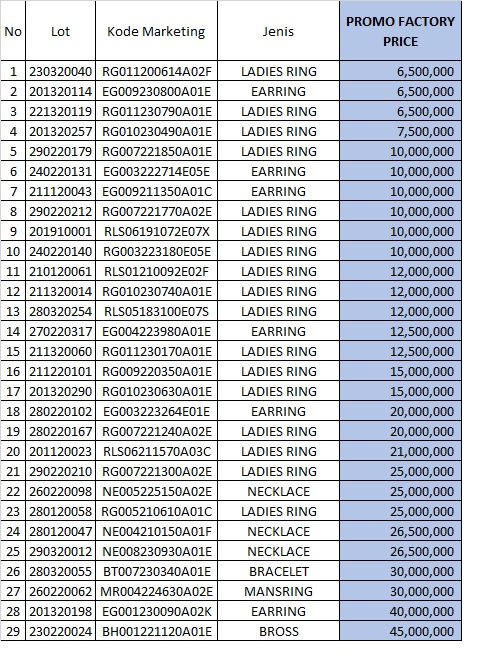 No Lot Kode Marketing Jenis PROMO FACTORY
PRICE
1 230320040 RG011200614A02F LADIES RING 6,500,000
2 201320114 EG009230800A01E EARRING 6,500,000
3 221320119 RG011230790A01E LADIES RING 6,500,000
4 201320257 RG010230490A01E LADIES RING 7,500,000
5 290220179 RG007221850A01E LADIES RING 10,000,000
6 240220131 EG003222714E05E EARRING 10,000,000
7 211120043 EG009211350A01C EARRING 10,000,000
8 290220212 RG007221770A02E LADIES RING 10,000,000
9 201910001 RLS06191072E07X LADIES RING 10,000,000
10 240220140 RG003223180E05E LADIES RING 10,000,000
11 210120061 RLS01210092E02F LADIES RING 12,000,000
12 211320014 RG010230740A01E LADIES RING 12,000,000
13 280320254 RLS05183100E07S LADIES RING 12,000,000
14 270220317 EG004223980A01E EARRING 12,500,000
15 211320060 RG011230170A01E LADIES RING 12,500,000
16 211220101 RG009220350A01E LADIES RING 15,000,000
17 201320290 RG010230630A01E LADIES RING 15,000,000
18 280220102 EG003223264E01E EARRING 20,000,000
19 280220167 RG007221240A02E LADIES RING 20,000,000
20 201120023 RLS06211570A03C LADIES RING 21,000,000
21 290220210 RG007221300A02E LADIES RING 25,000,000
22 260220098 NE005225150A02E NECKLACE 25,000,000
23 280120058 RG005210610A01C LADIES RING 25,000,000
24 280120047 NE004210150A01F NECKLACE 26,500,000
25 290320012 NE008230930A01E NECKLACE 26,500,000
26 280320055 BT007230340A01E BRACELET 30,000,000
27 260220062 MR004224630A02E MANSRING 30,000,000
28 201320198 EG001230090A02K EARRING 40,000,000
29 230220024 BH001221120A01E BROSS 45,000,000